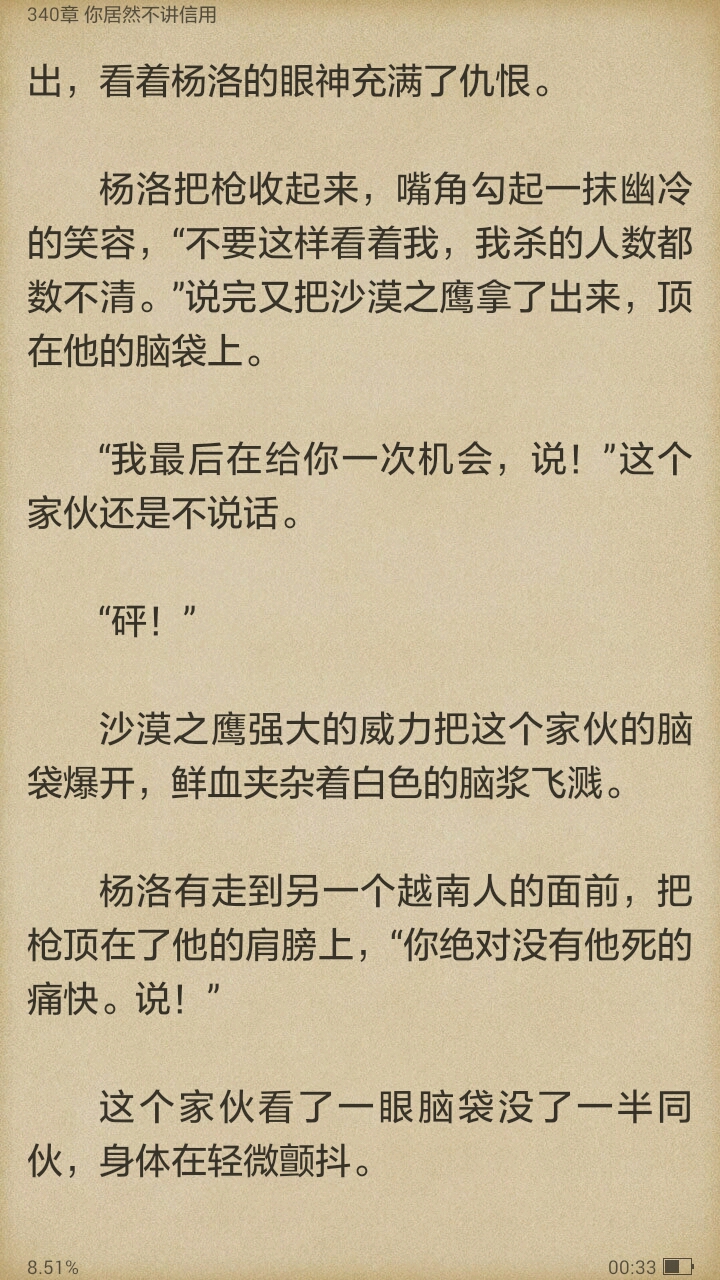 340章 你居然不讲信用
出，看着杨洛的眼神充满了仇恨。
杨洛把枪收起来，嘴角勾起一抹幽冷
的笑容，“不要这样看着我，我杀的人数都
数不清。”说完又把沙漠之鹰拿了出来，顶
在他的脑袋上。
“我最后在给你一次机会，说！”这个
家伙还是不说话。
“砰！”
沙漠之鹰强大的威力把这个家伙的脑
袋爆开，鲜血夹杂着白色的脑浆飞溅。
杨洛有走到另一个越南人的面前，把
枪顶在了他的肩膀上，“你绝对没有他死的
痛快。说！”
这个家伙看了一眼脑袋没了一半同
伙，身体在轻微颤抖。
8.51%
00:33